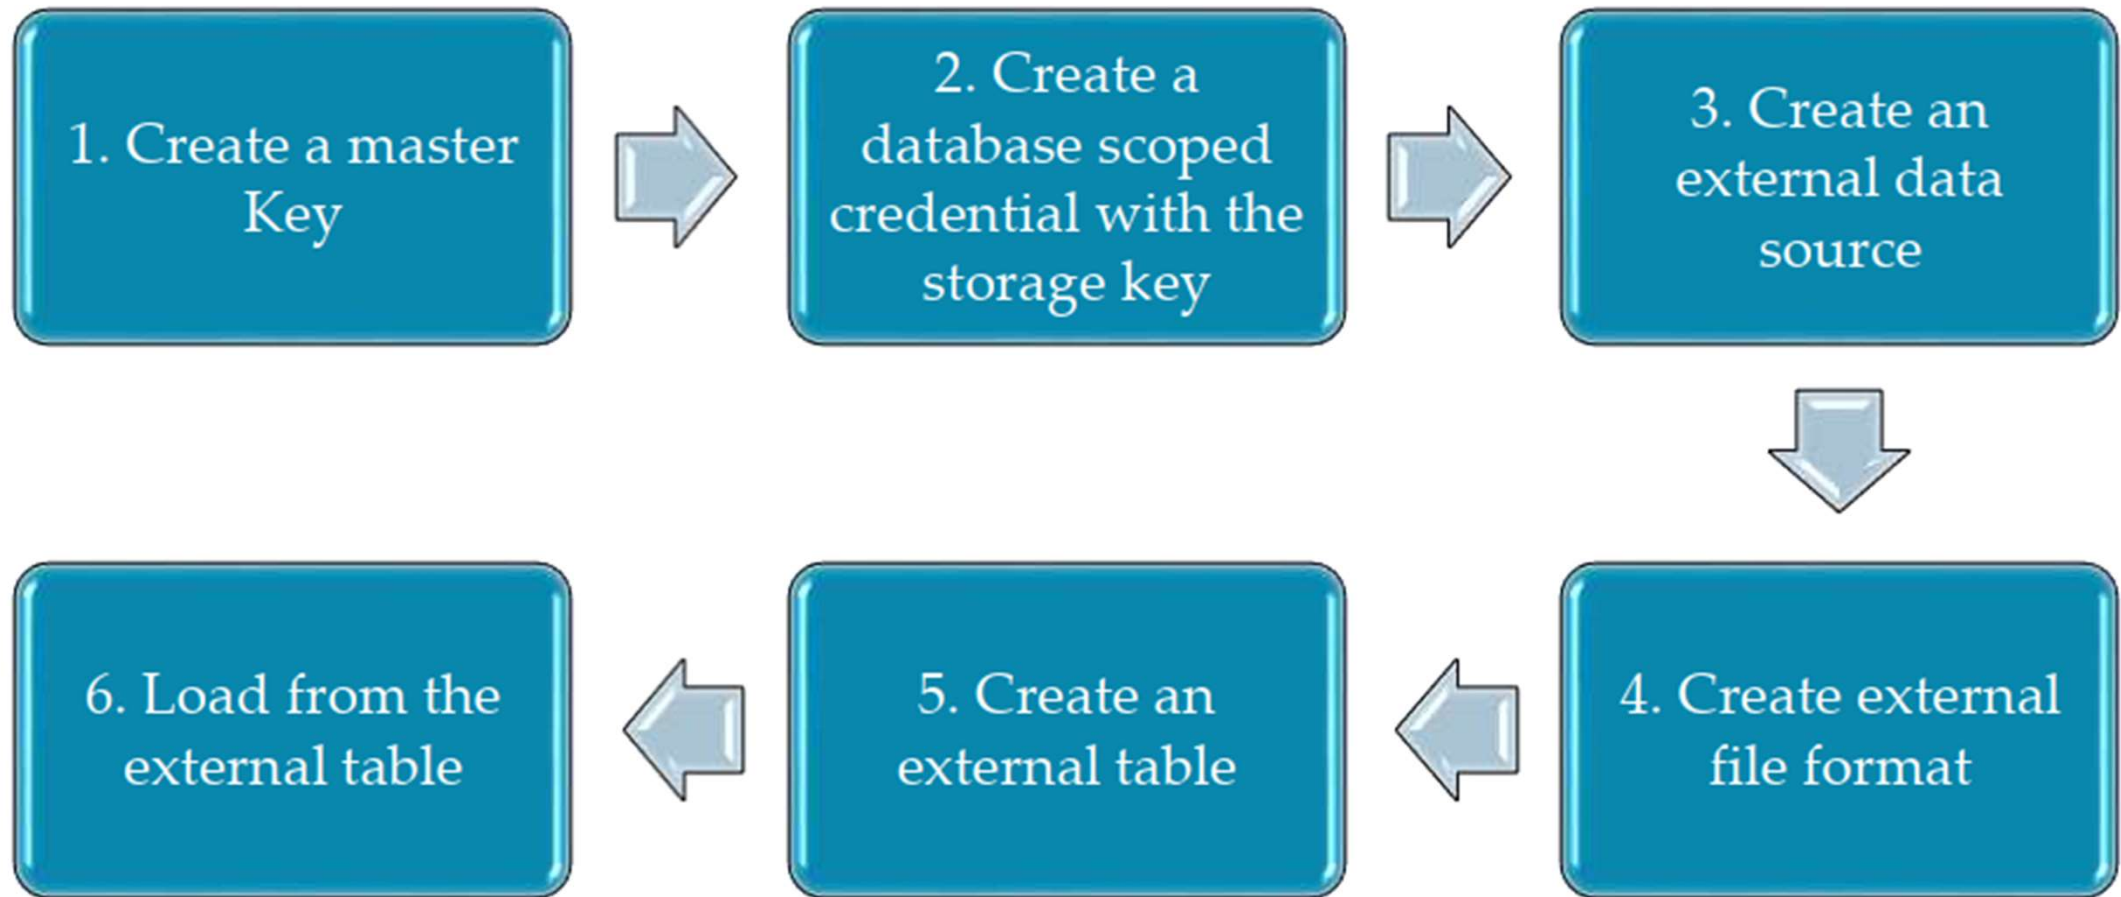 1. Create a master
Key
2. Create a
database scoped
credential with the
storage key
3. Create an
external data
source
4. Create external
file format
5. Create an
external table
6. Load from the
external table